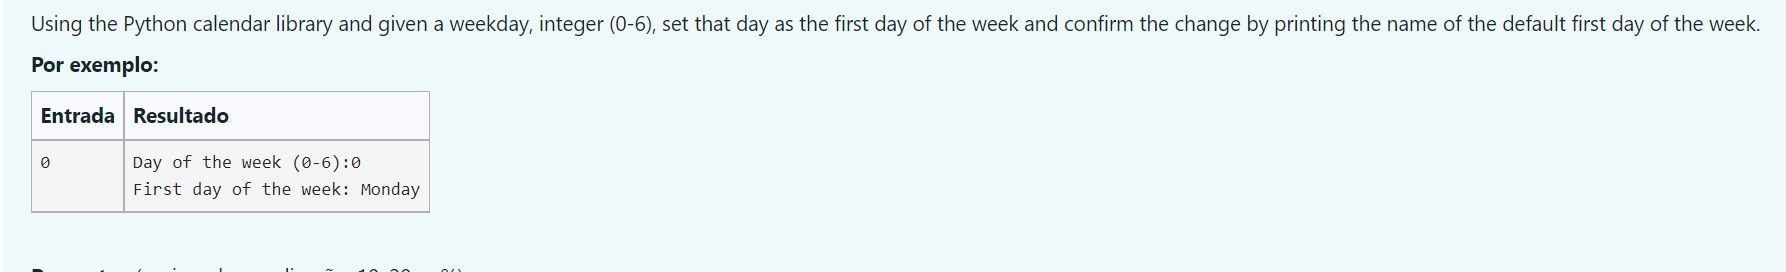 Using the Python calendar library and given a weekday, integer (0-6), set that day as the first day of the week and confirm the change by printing the name of the default first day of the week.
Por exemplo:
Entrada Resultado
0 Day of the week (0-6):0
First day of the week: Monday